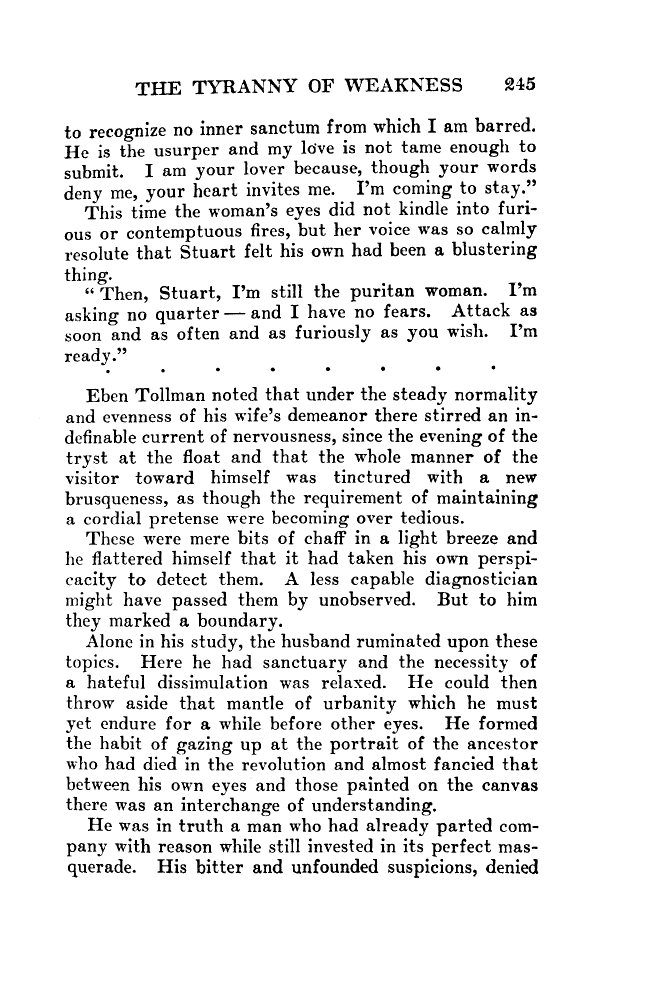 THE TYRANNY OF WEAKNESS 245
to recognize no inner sanctum from which I am barred.
He is the usurper and my love is not tame enough to
submit. I am your lover because, though your words
deny me, your heart invites me. I'm coming to stay."
This time the woman's eyes did not kindle into furi-
ous or contemptuous fires, but her voice was so calmly
resolute that Stuart felt his own had been a blustering
thing.
" Then, Stuart, I'm still the puritan woman. I'm
asking no quarter — and I have no fears. Attack as
soon and as often and as furiously as you wish. I'm
ready."
. . . . . . . .
Eben Tollman noted that under the steady normality
and evenness of his wife's demeanor there stirred an in-
definable current of nervousness, since the evening of the
tryst at the float and that the whole manner of the
visitor toward himself was tinctured with a new
brusqueness, as though the requirement of maintaining
a cordial pretense were becoming over tedious.
These were mere bits of chaff in a light breeze and
he flattered himself that it had taken his own perspi-
cacity to detect them. A less capable diagnostician
might have passed them by unobserved. But to him
they marked a boundary.
Alone in his study, the husband ruminated upon these
topics. Here he had sanctuary and the necessity of
a hateful dissimulation was relaxed. He could then
throw aside that mantle of urbanity which he must
yet endure for a while before other eyes. He formed
the habit of gazing up at the portrait of the ancestor
who had died in the revolution and almost fancied that
between his own eyes and those painted on the canvas
there was an interchange of understanding.
He was in truth a man who had already parted com-
pany with reason while still invested in its perfect mas-
querade. His bitter and unfounded suspicions, denied